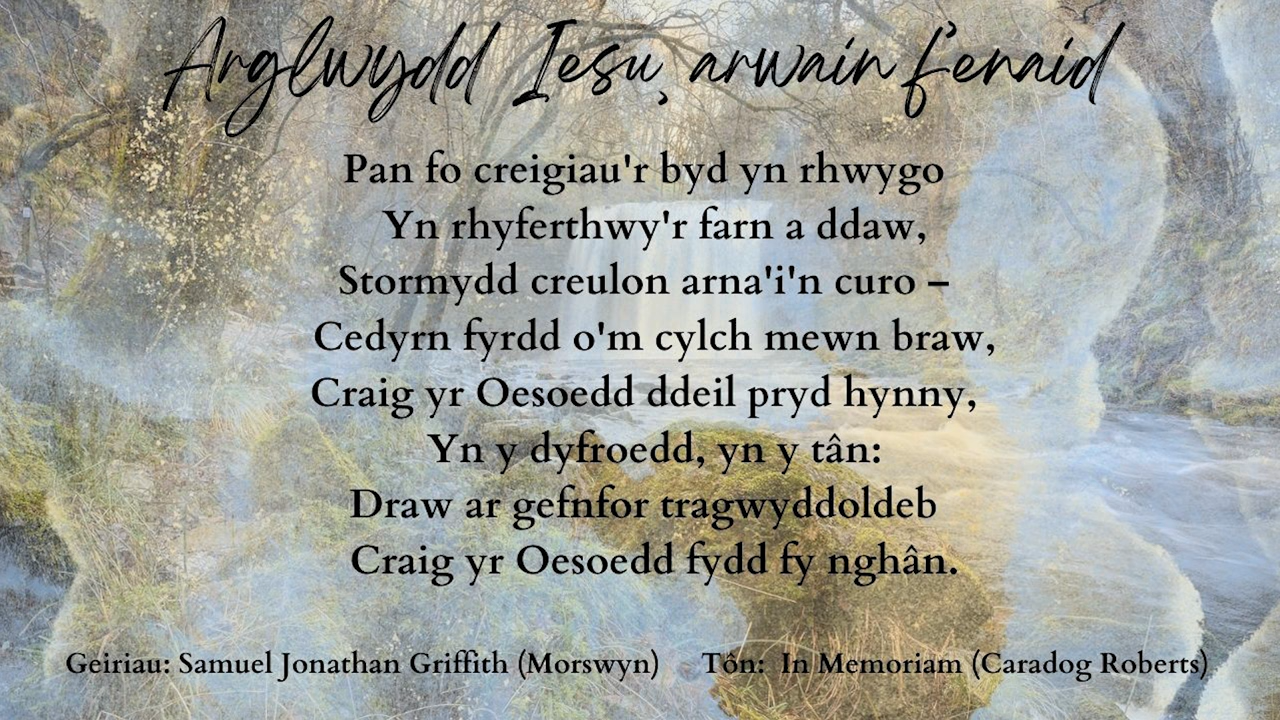 Arglwydd Iesu, arwain f'enaid
Pan fo creigiau'r byd yn rhwygo
Yn rhyferthwy'r farn a ddaw,
Stormydd creulon arna'i'n curo –
Cedyrn fyrdd o'm cylch mewn braw,
Craig yr Oesoedd ddeil pryd hynny,
Yn y dyfroedd, yn y tân:
Draw ar gefnfor tragwyddoldeb
Craig yr Oesoedd fydd fy nghân.
Geiriau: Samuel Jonathan Griffith (Morswyn) Tôn: In Memoriam (Caradog Roberts)